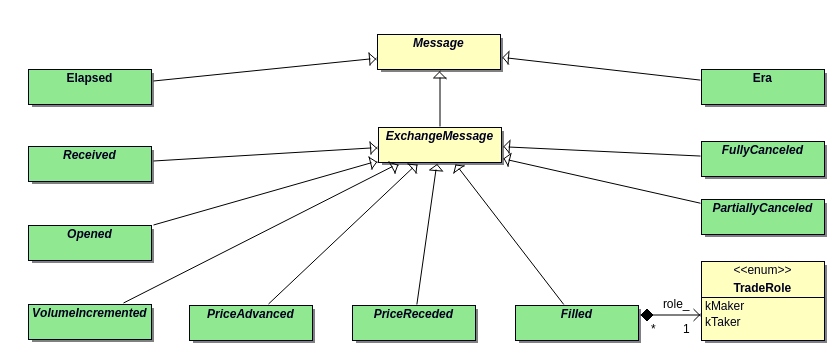 Message
Elapsed
Era
ExchangeMessage
Received
FullyCanceled
PartiallyCanceled
Opened
<<enum>>
TradeRole
kMaker
kTaker
VolumeIncremented
PriceAdvanced
PriceReceded
Filled
role_
*
1